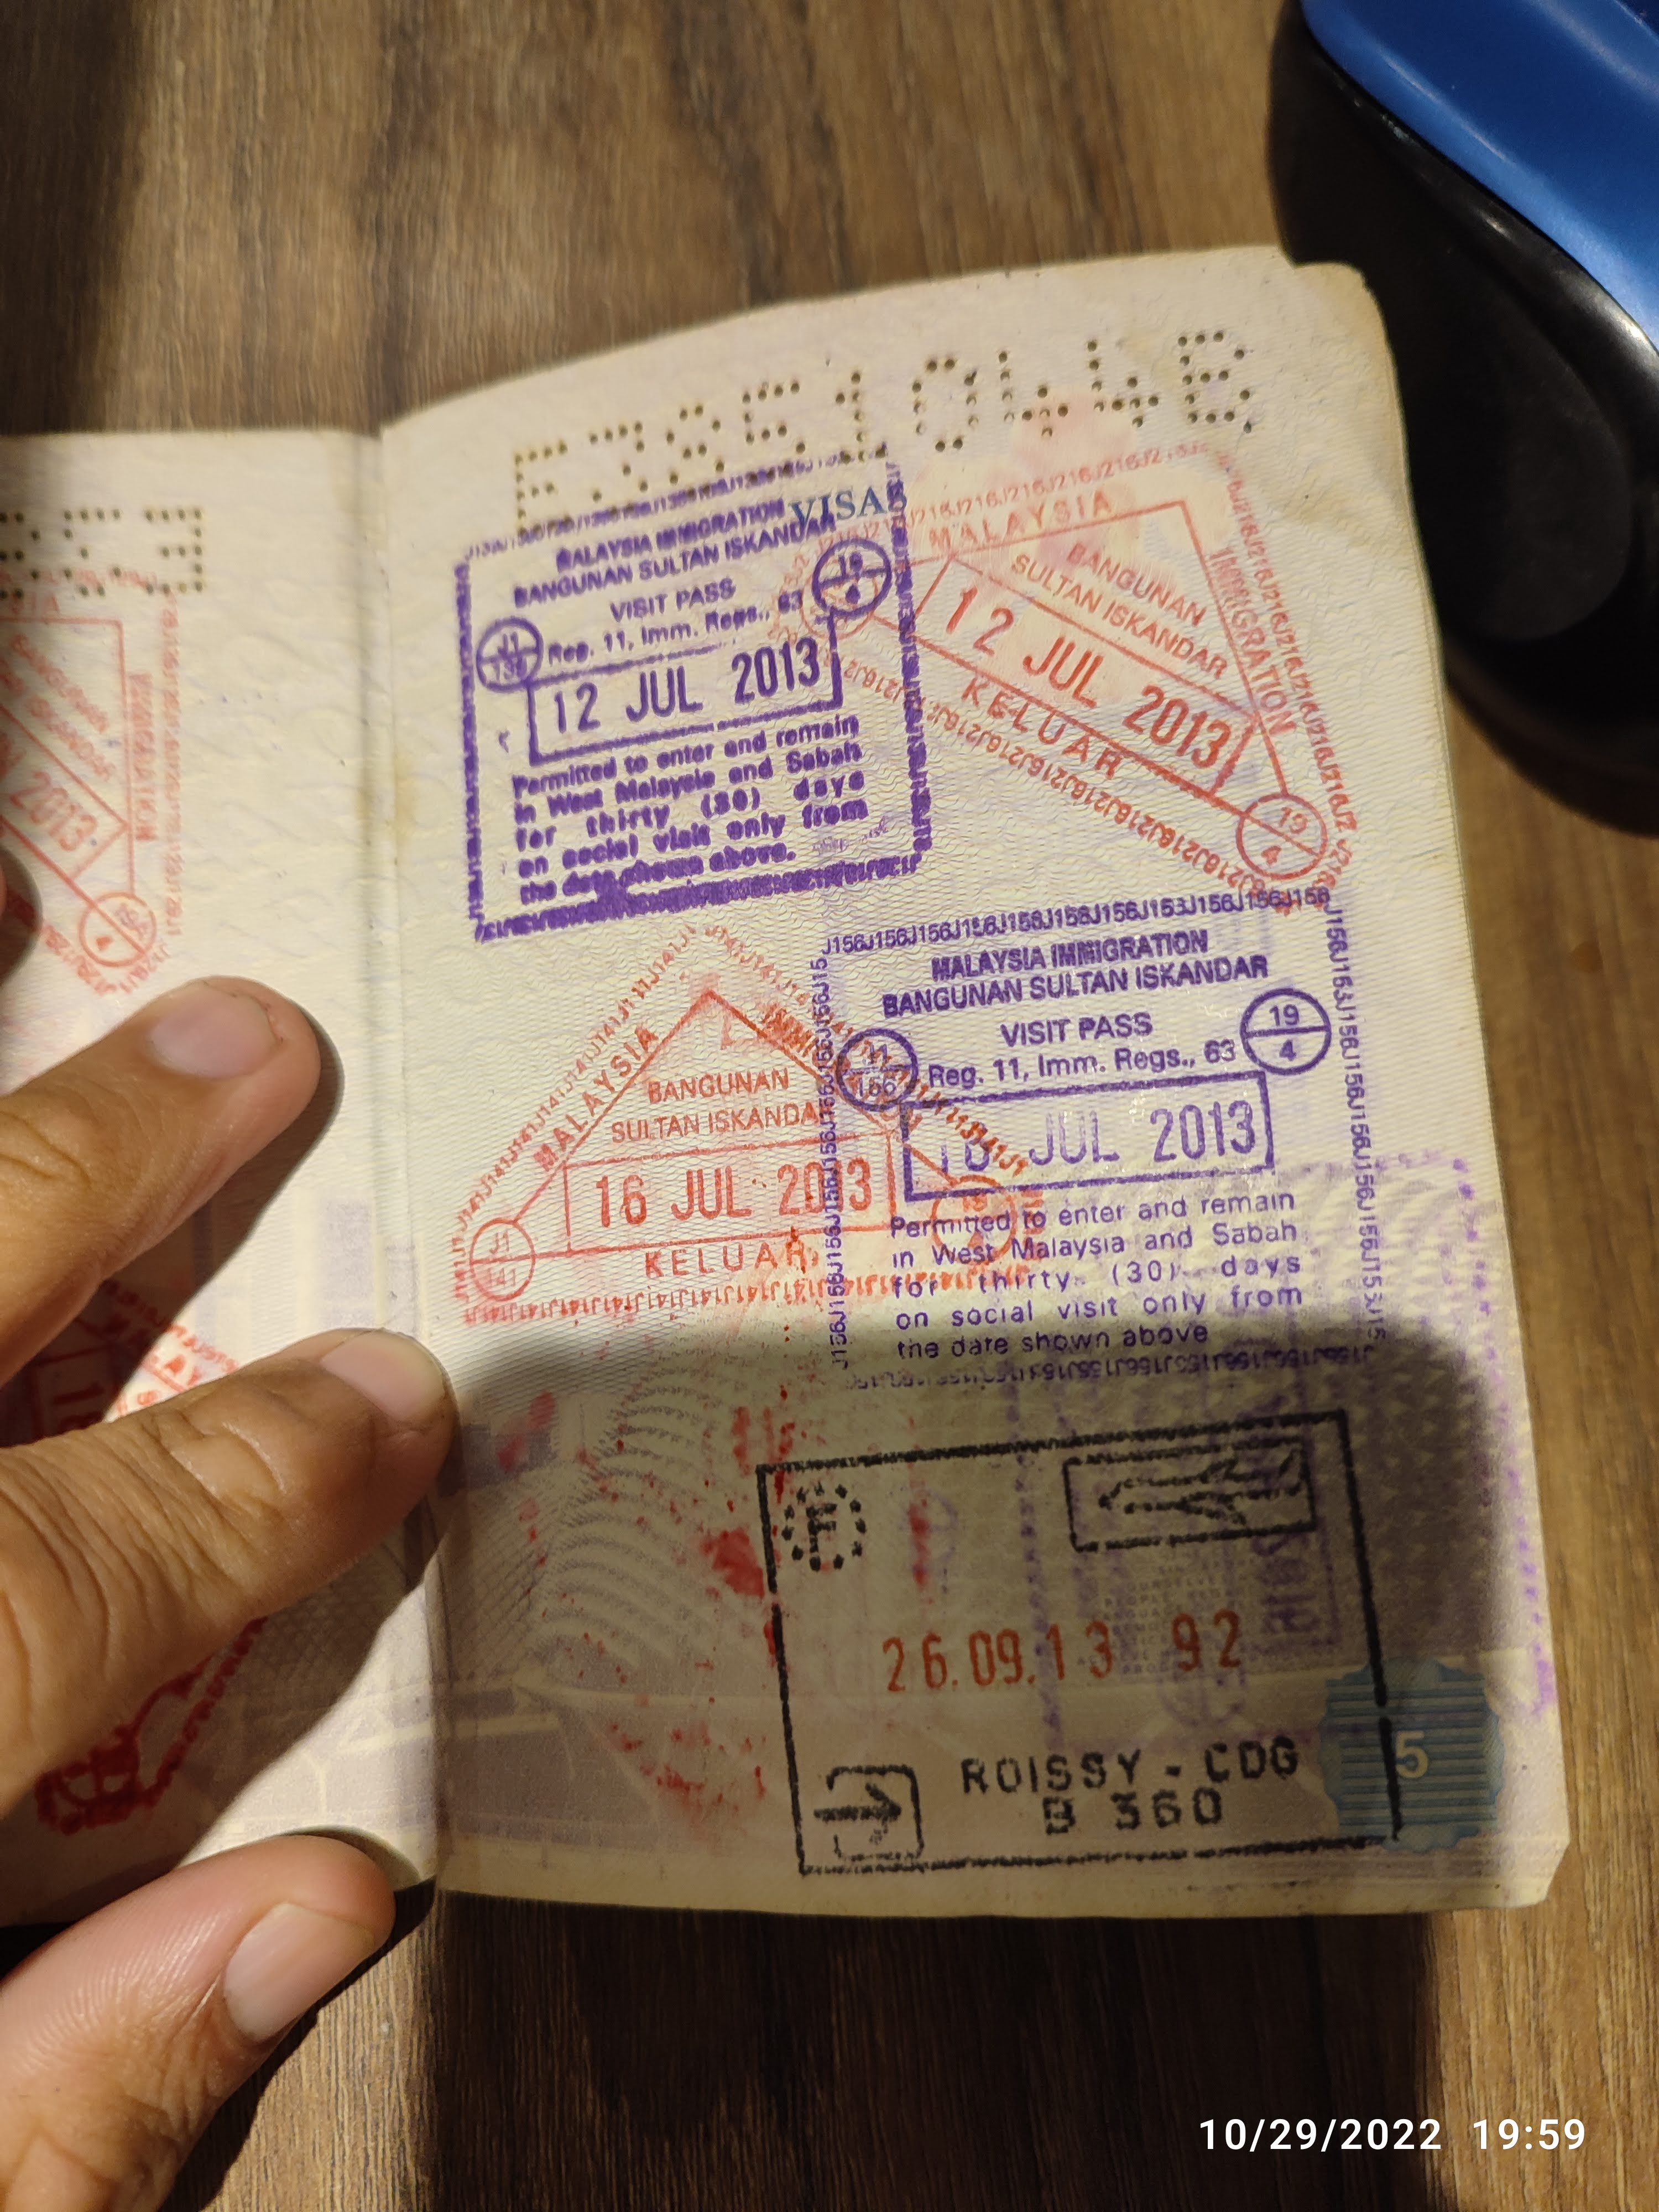 VISAS
MALAYSIA IMMIGRATION
BANGUNAN SULTAN ISKANDAR
VISIT PASS
Reg. 11, Imm. Regs., 63
19
4
12 JUL 2013
Permitted to enter and remain
in West Malaysia and Sabah
for thirty (30) days
on social visit only from
the date shown above.
MALAYSIA
IMMIGRATION
BANGUNAN
SULTAN ISKANDAR
12 JUL 2013
KELUAR
19
4
MALAYSIA
BANGUNAN
SULTAN ISKANDA
16 JUL 2013
KELUAR
J1
141
MALAYSIA IMMIGRATION
BANGUNAN SULTAN ISKANDAR
VISIT PASS
19
4
J1
156
Reg. 11, Imm. Regs., 63
JUL 2013
Permitted to enter and remain
in West Malaysia and Sabah
for thirty (30) days
on social visit only from
the date shown above
F
26.09.13 92
ROISSY - CDG
B 360
5
BANGUNAN
IMMIGRATION
2013
10/29/2022 19:59